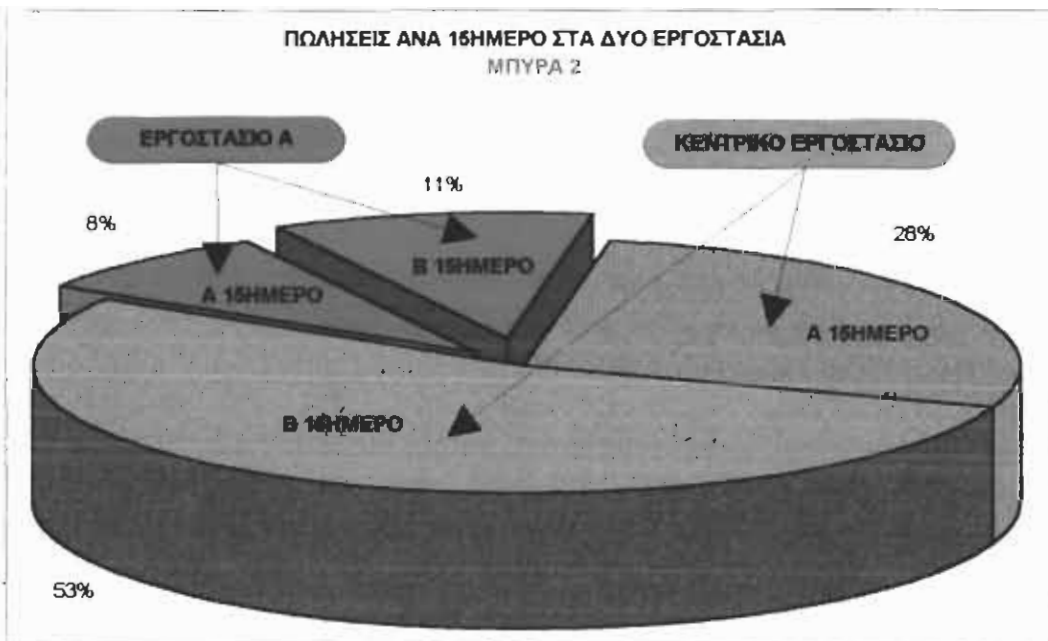 ΠΩΛΗΣΕΙΣ ΑΝΑ 15ΗΜΕΡΟ ΣΤΑ ΔΥΟ ΕΡΓΟΣΤΑΣΙΑ
ΜΠΥΡΑ 2
ΕΡΓΟΣΤΑΣΙΟ Α
ΚΕΝΤΡΙΚΟ ΕΡΓΟΣΤΑΣΙΟ
11%
8%
28%
Β 15ΗΜΕΡΟ
Α 15ΗΜΕΡΟ
Α 15ΗΜΕΡΟ
Β 15ΗΜΕΡΟ
53%